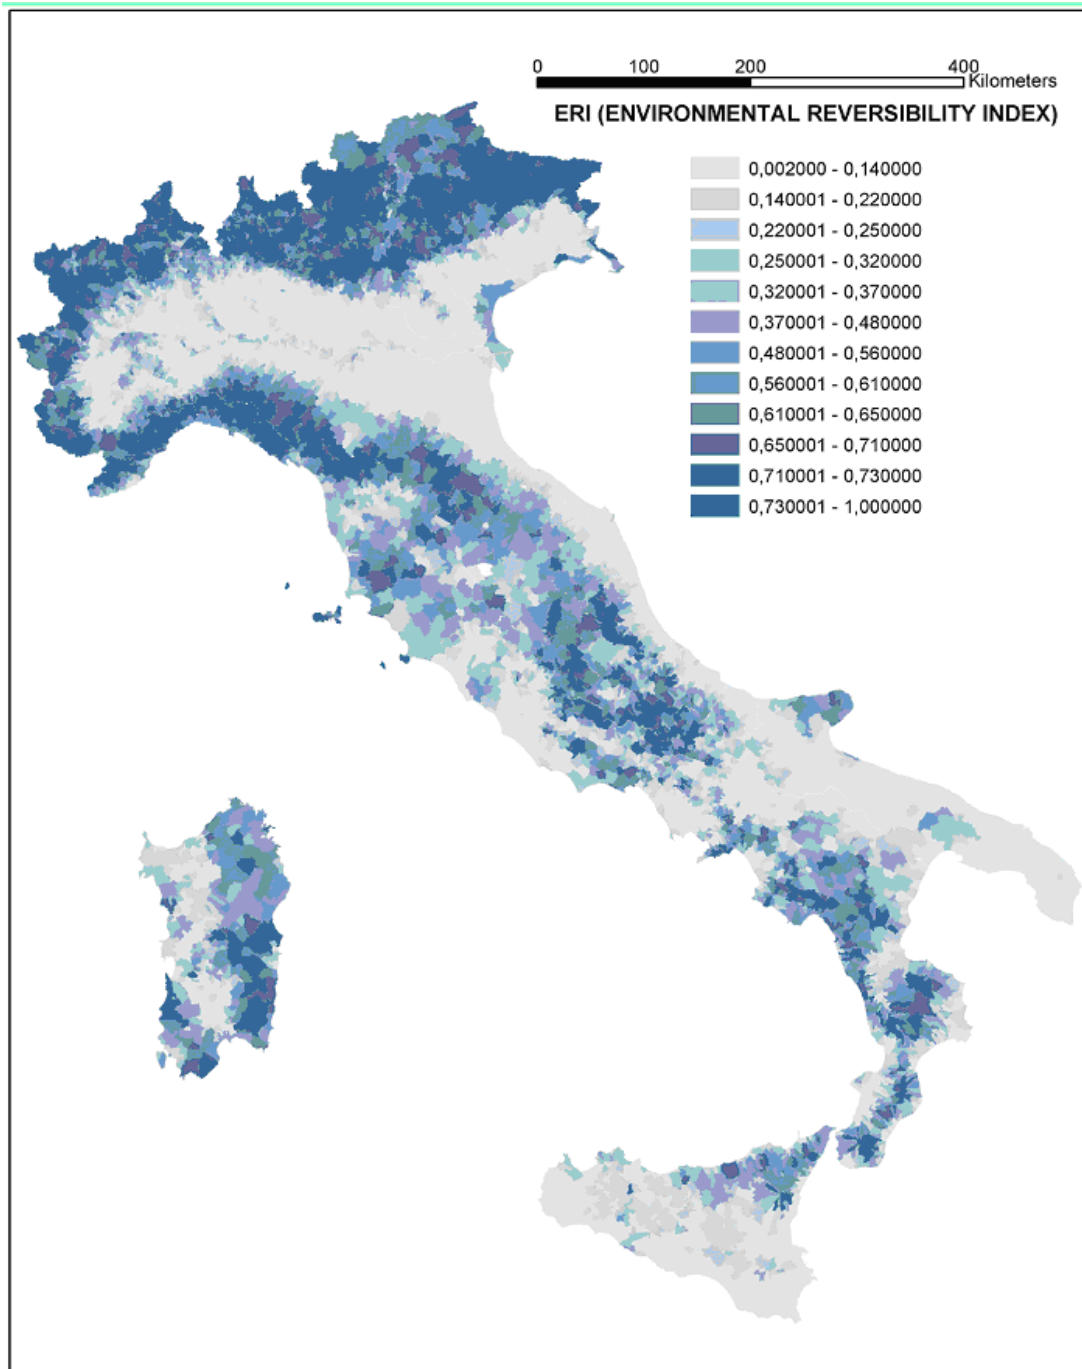 0 100 200 400
Kilometers
ERI (ENVIRONMENTAL REVERSIBILITY INDEX)
0,002000 - 0,140000
0,140001 - 0,220000
0,220001 - 0,250000
0,250001 - 0,320000
0,320001 - 0,370000
0,370001 - 0,480000
0,480001 - 0,560000
0,560001 - 0,610000
0,610001 - 0,650000
0,650001 - 0,710000
0,710001 - 0,730000
0,730001 - 1,000000